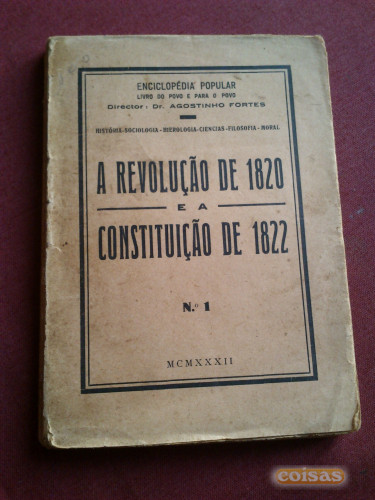 ENCICLOPÉDIA POPULAR
LIVRO DO POVO E PARA O POVO
Director: Dr. AGOSTINHO FORTES
HISTÓRIA-SOCIOLOGIA-HIEROLOGIA-CIENCIAS-FILOSOFIA-MORAL
A REVOLUÇÃO DE 1820
E A
CONSTITUIÇÃO DE 1822
N.º 1
MCMXXXII
coisas